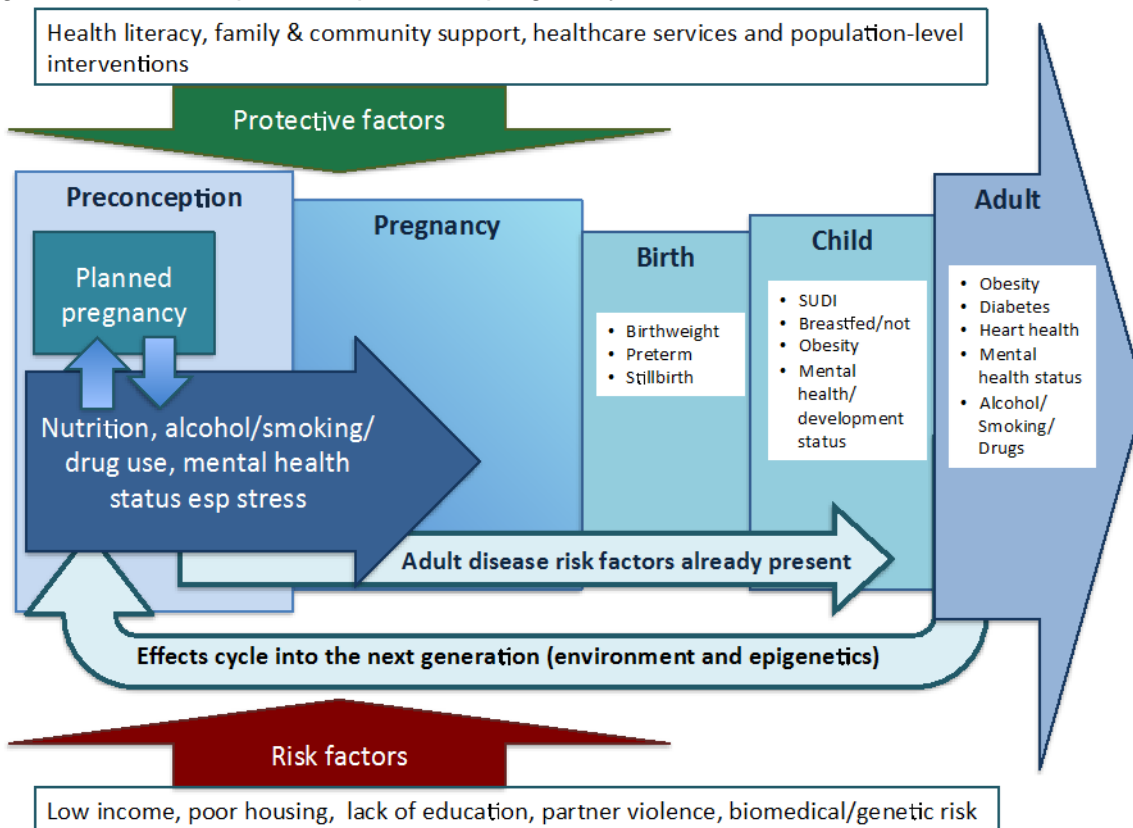 Health literacy, family & community support, healthcare services and population-level
interventions
Protective factors
Preconception
Planned
pregnancy
Nutrition, alcohol/smoking/
drug use, mental health
status esp stress
Pregnancy
Birth
• Birthweight
• Preterm
• Stillbirth
Child
• SUDI
• Breastfed/not
• Obesity
• Mental
health/
development
status
Adult
• Obesity
• Diabetes
• Heart health
• Mental
health status
• Alcohol/
Smoking/
Drugs
Adult disease risk factors already present
Effects cycle into the next generation (environment and epigenetics)
Risk factors
Low income, poor housing, lack of education, partner violence, biomedical/genetic risk